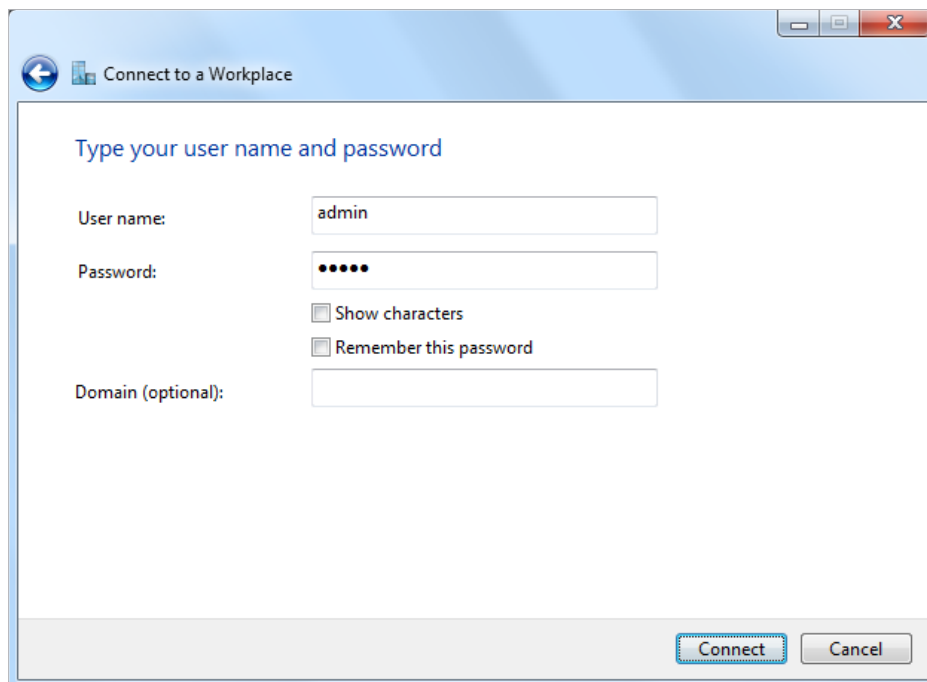 Connect to a Workplace
Type your user name and password
User name: admin
Password: •••••
Show characters
Remember this password
Domain (optional):
Connect Cancel